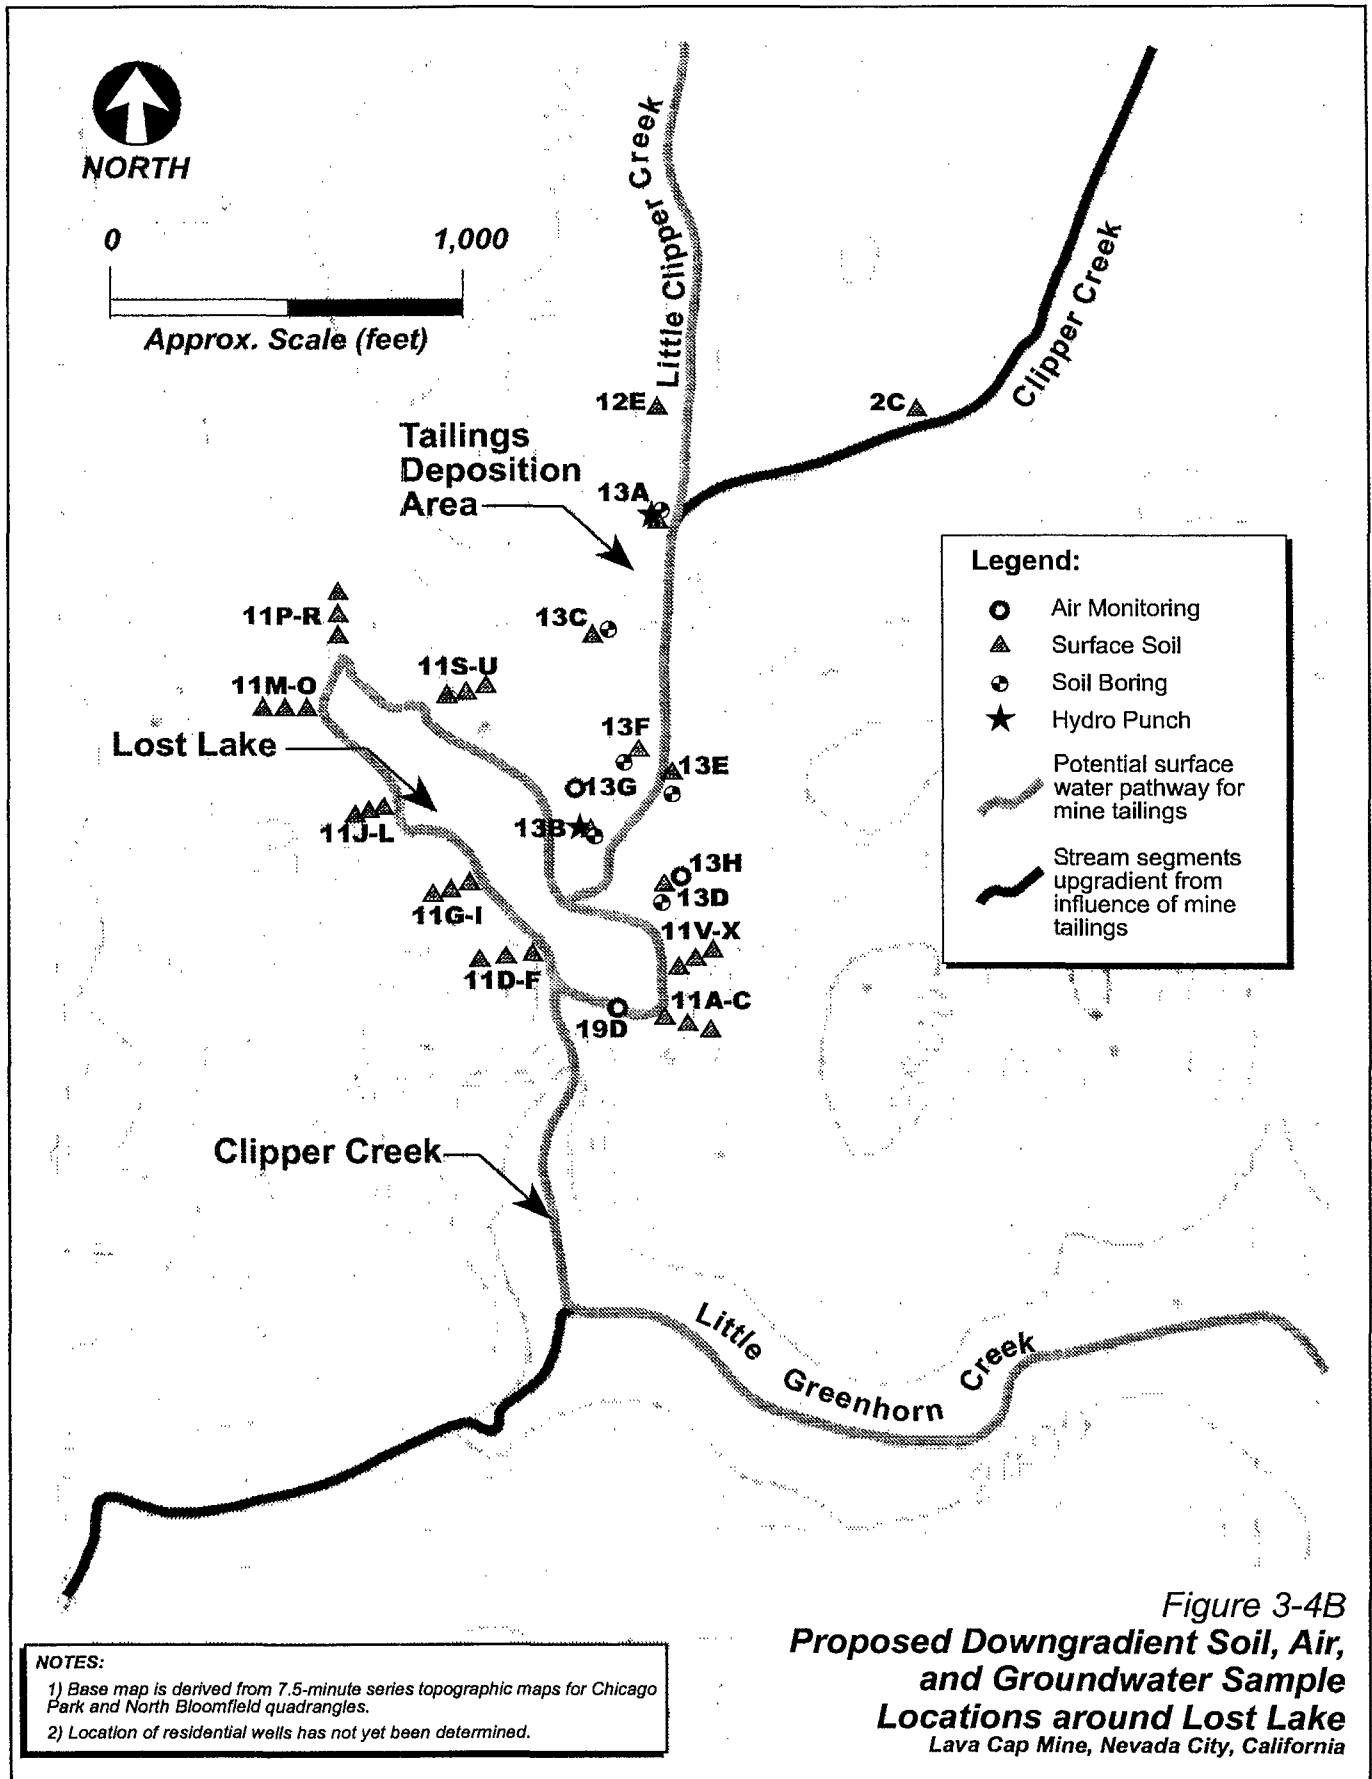 NORTH
0 1,000
Approx. Scale (feet)
Little Clipper Creek
Clipper Creek
12E
2C
Tailings
Deposition
Area
13A
Legend:
Air Monitoring
Surface Soil
Soil Boring
Hydro Punch
Potential surface
water pathway for
mine tailings
Stream segments
upgradient from
influence of mine
tailings
11P-R
13C
11S-U
11M-O
Lost Lake
13F
13E
13G
11J-L
13B
13H
13D
11G-I
11V-X
11D-F
11A-C
19D
Clipper Creek
Little Greenhorn Creek
Figure 3-4B
Proposed Downgradient Soil, Air,
and Groundwater Sample
Locations around Lost Lake
Lava Cap Mine, Nevada City, California
NOTES:
1) Base map is derived from 7.5-minute series topographic maps for Chicago
Park and North Bloomfield quadrangles.
2) Location of residential wells has not yet been determined.